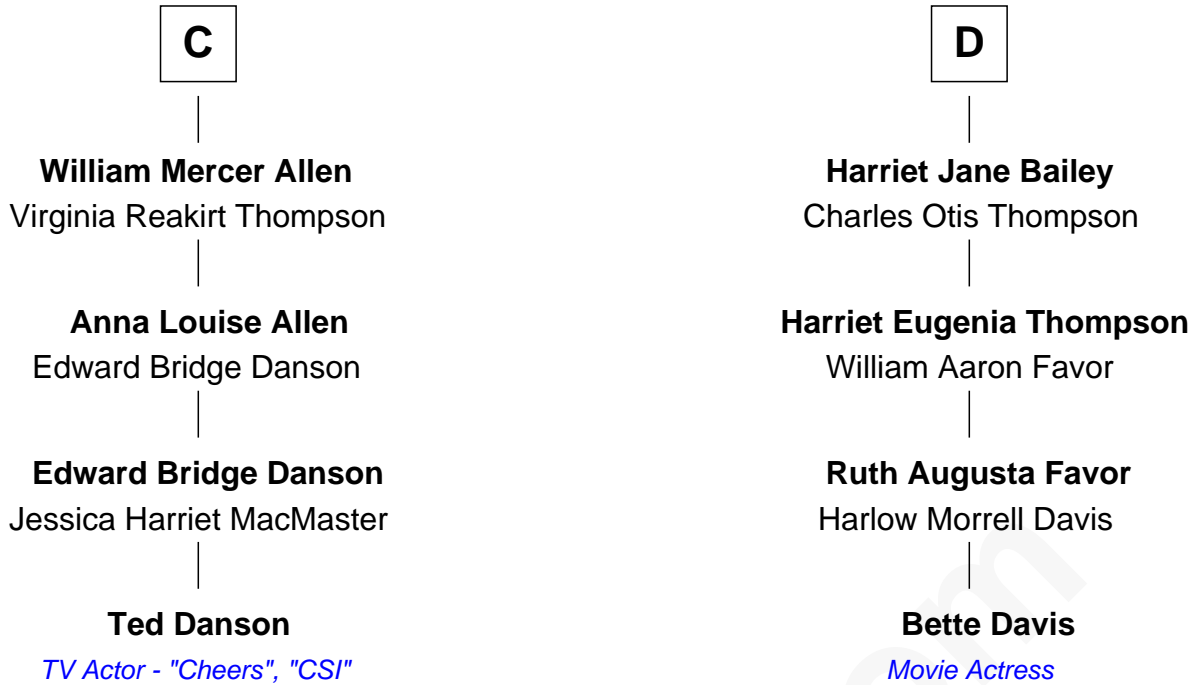 C
William Mercer Allen
Virginia Reakirt Thompson
Anna Louise Allen
Edward Bridge Danson
Edward Bridge Danson
Jessica Harriet MacMaster
Ted Danson
TV Actor - "Cheers", "CSI"
D
Harriet Jane Bailey
Charles Otis Thompson
Harriet Eugenia Thompson
William Aaron Favor
Ruth Augusta Favor
Harlow Morrell Davis
Bette Davis
Movie Actress